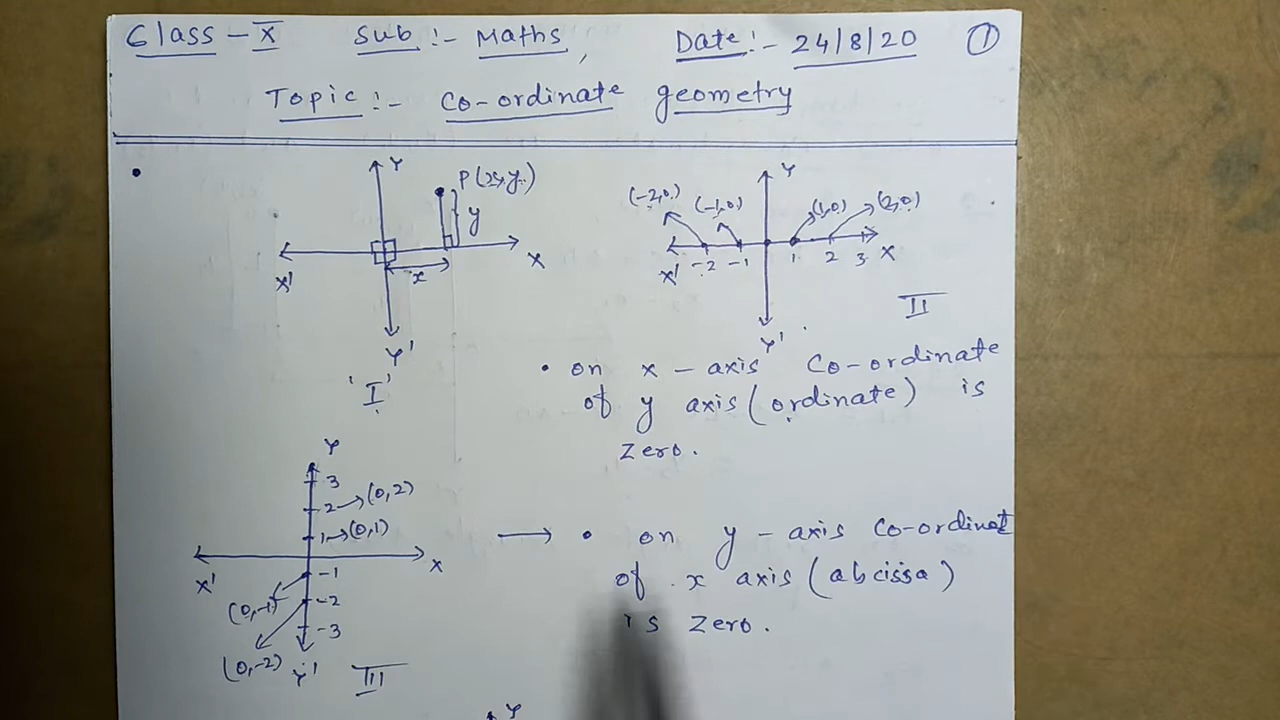 Class - X Sub :- Maths, Date :- 24/8/20 1
Topic :- Co-ordinate geometry
Y
P(x, y)
y
X' x X
Y'
'I'
Y
(-2,0) (-1,0) (1,0) (2,0)
X' -2 -1 1 2 3 X
Y'
II
• on x - axis Co-ordinate
of y axis (ordinate) is
zero.
Y
3
2 → (0,2)
1 → (0,1)
X' X
-1
(0,-1) -2
-3
(0,-2) Y' III
→ • on y - axis Co-ordinat
of x axis (abcissa)
is zero.
Y